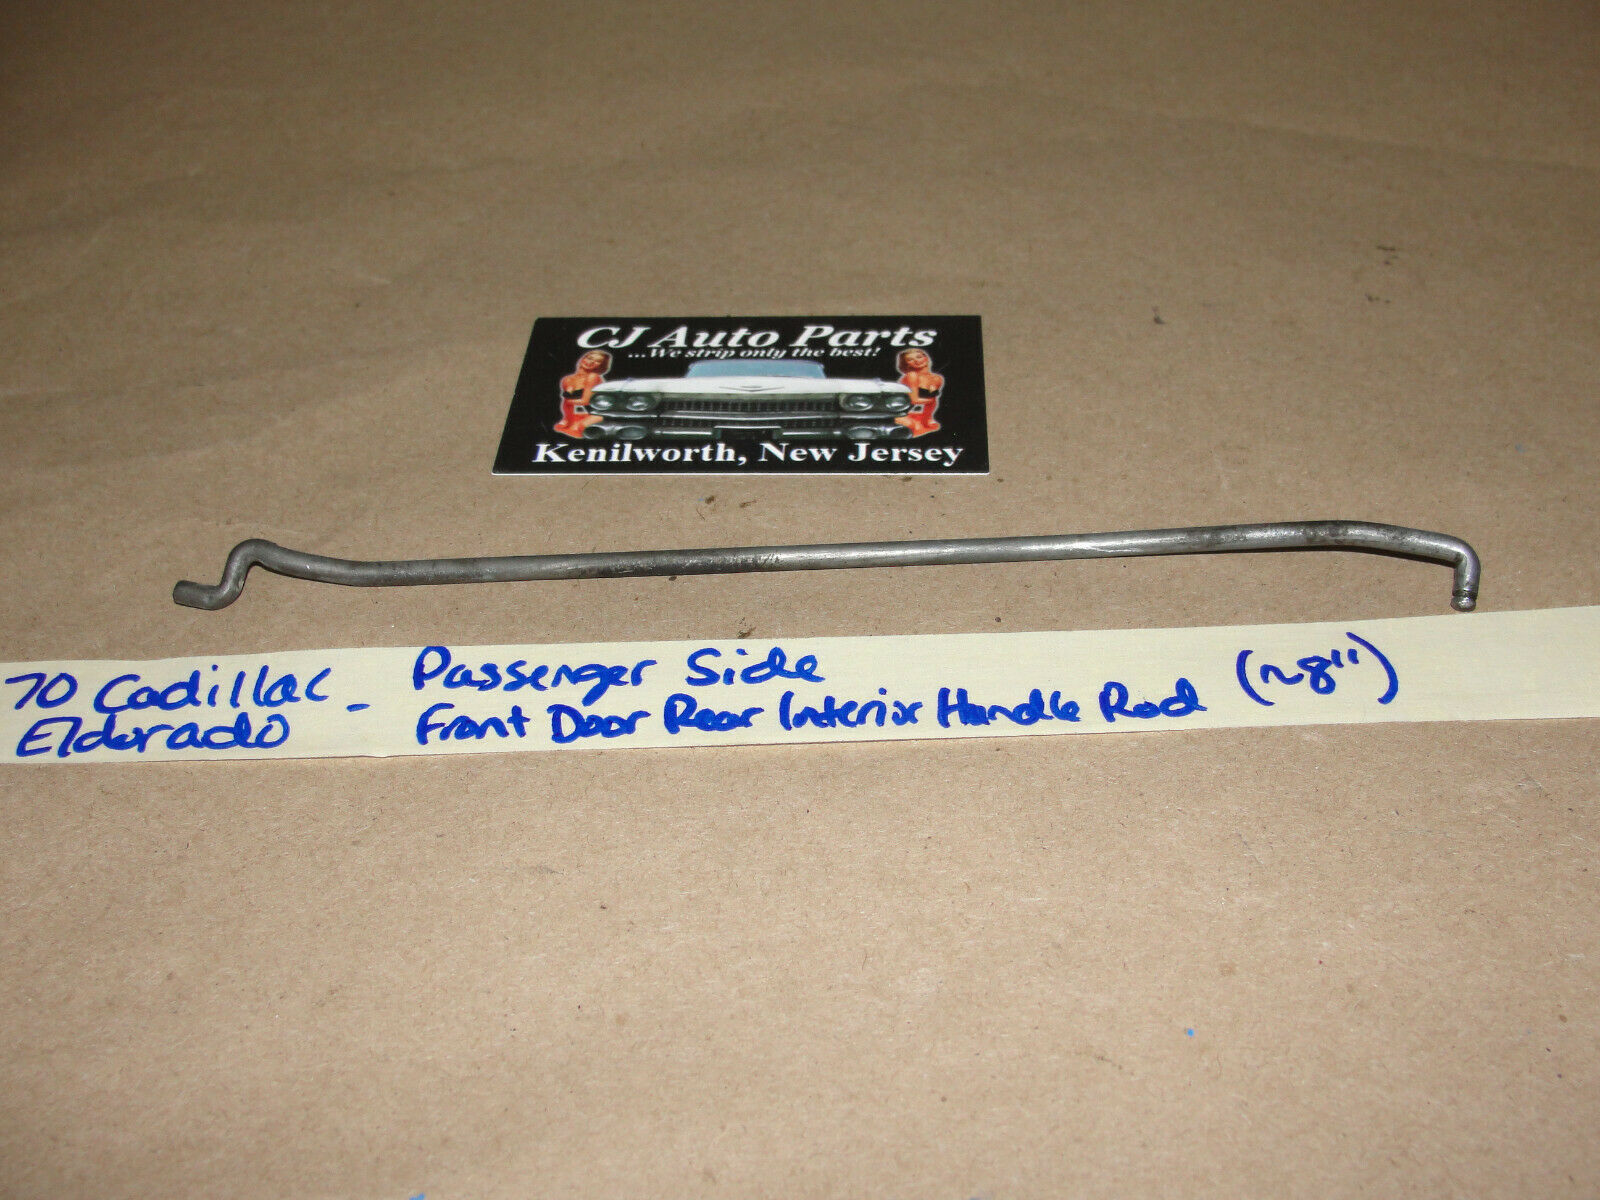 CJ Auto Parts
...We strip only the best!
Kenilworth, New Jersey
70 Cadillac
Eldorado -
Passenger Side
Front Door Rear Interior Handle Rod (~8")